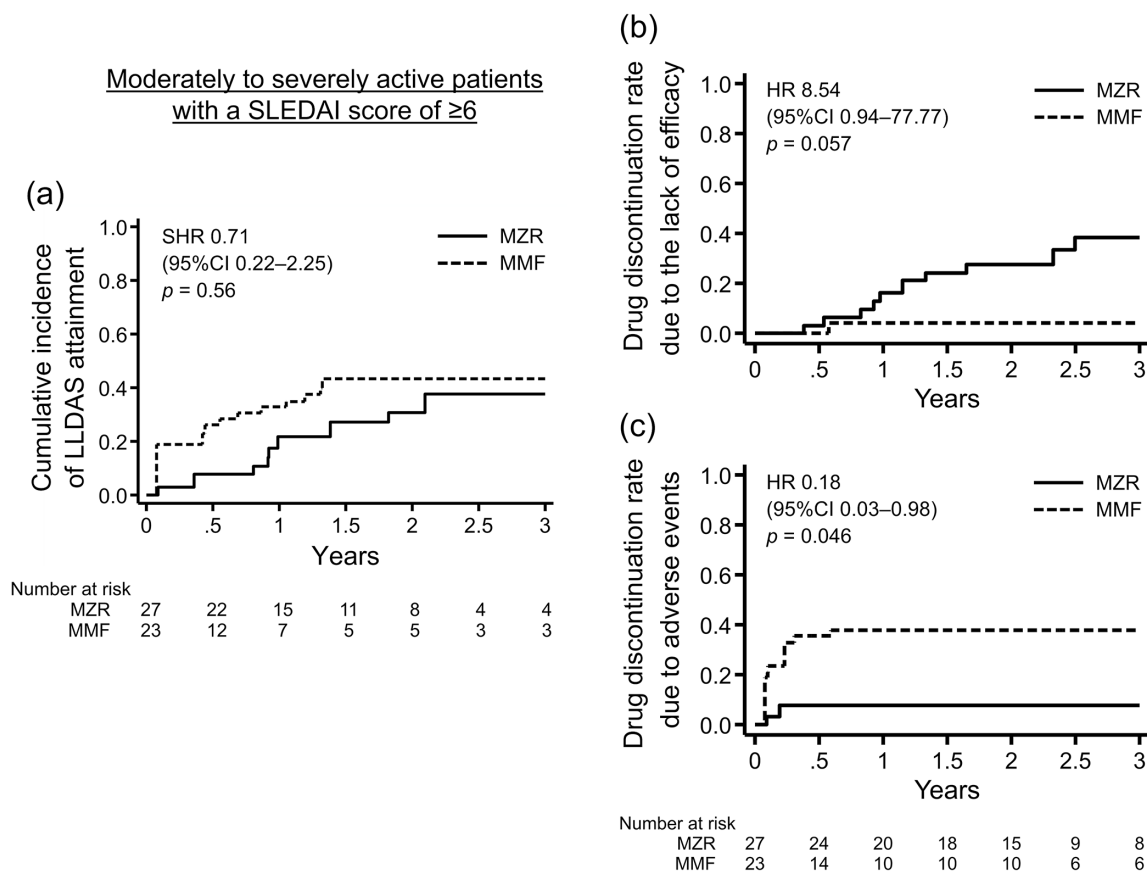 Moderately to severely active patients
with a SLEDAI score of ≥6
(a)
Cumulative incidence
of LLDAS attainment
1.0
0.8
0.6
0.4
0.2
0.0
SHR 0.71
(95%CI 0.22–2.25)
p = 0.56
MZR
MMF
0 .5 1 1.5 2 2.5 3
Years
Number at risk
MZR 27 22 15 11 8 4 4
MMF 23 12 7 5 5 3 3
(b)
Drug discontinuation rate
due to the lack of efficacy
1.0
0.8
0.6
0.4
0.2
0.0
HR 8.54
(95%CI 0.94–77.77)
p = 0.057
MZR
MMF
0 .5 1 1.5 2 2.5 3
Years
(c)
Drug discontinuation rate
due to adverse events
1.0
0.8
0.6
0.4
0.2
0.0
HR 0.18
(95%CI 0.03–0.98)
p = 0.046
MZR
MMF
0 .5 1 1.5 2 2.5 3
Years
Number at risk
MZR 27 24 20 18 15 9 8
MMF 23 14 10 10 10 6 6